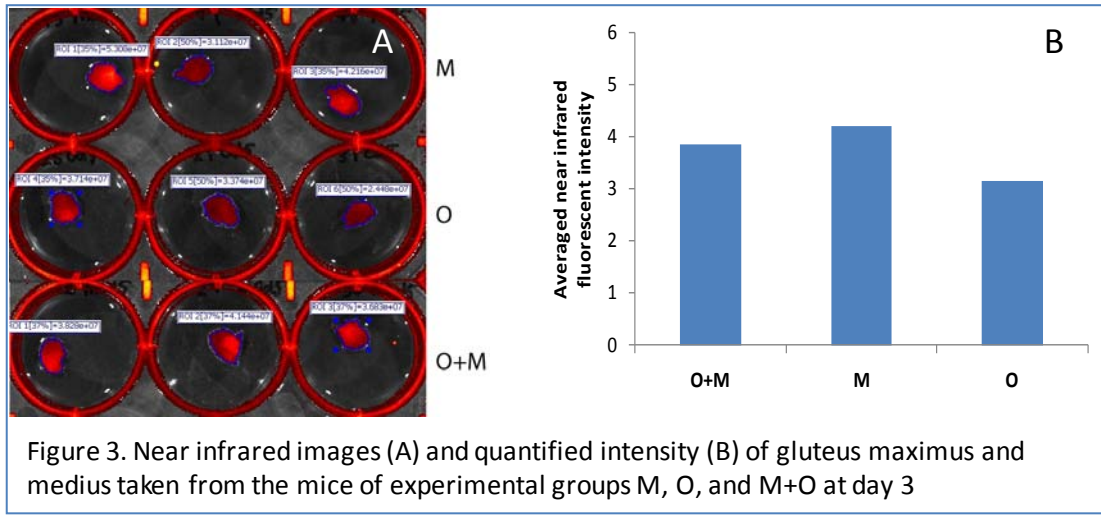 A
ROI 1[35%]=5.308e+07
ROI 2[50%]=3.112e+07
ROI 3[35%]=4.216e+07
M
ROI 4[35%]=3.714e+07
ROI 5[50%]=3.374e+07
ROI 6[50%]=2.448e+07
O
ROI 1[37%]=3.828e+07
ROI 2[37%]=4.144e+07
ROI 3[37%]=3.683e+07
O+M
B
Averaged near infrared
fluorescent intensity
6
5
4
3
2
1
0
O+M M O
Figure 3. Near infrared images (A) and quantified intensity (B) of gluteus maximus and
medius taken from the mice of experimental groups M, O, and M+O at day 3